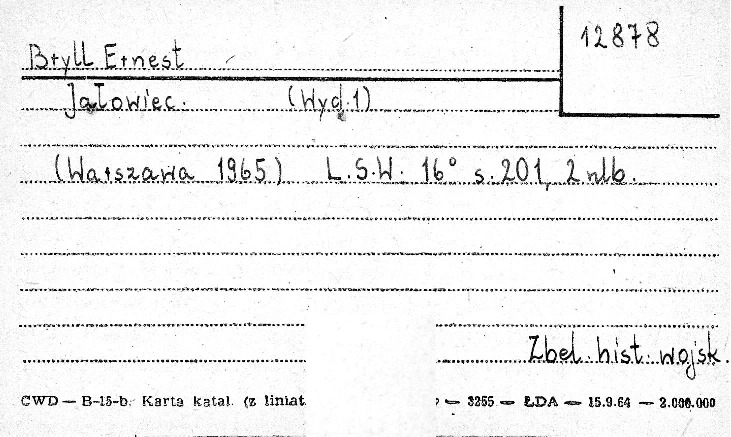 12878
Bryll Ernest
Jałowiec. (Wyd.1)
(Warszawa 1965) L.S.W. 16° s.201, 2 nlb.
Zbel. hist. wojsk.
CWD — B-15-b. Karta katal. (z liniat. — 3255 — ŁDA — 15.9.64 — 2.000.000